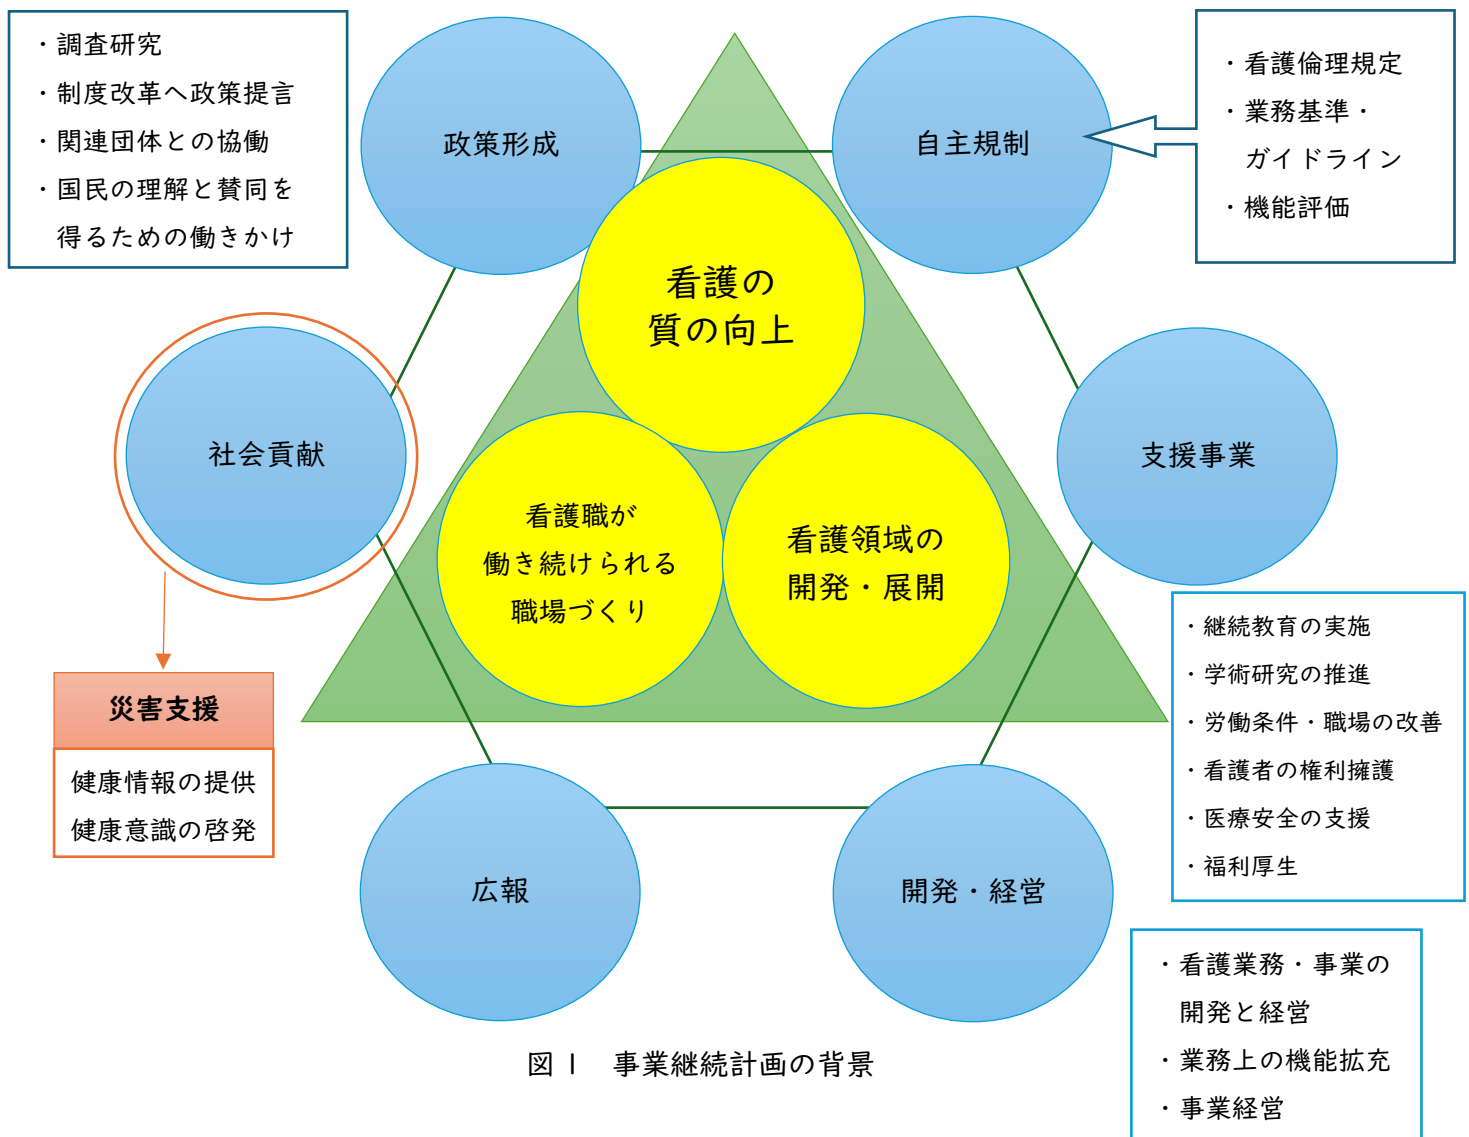 ・調査研究
・制度改革へ政策提言
・関連団体との協働
・国民の理解と賛同を
得るための働きかけ
政策形成
自主規制
・看護倫理規定
・業務基準・
ガイドライン
・機能評価
看護の
質の向上
社会貢献
支援事業
看護職が
働き続けられる
職場づくり
看護領域の
開発・展開
災害支援
健康情報の提供
健康意識の啓発
・継続教育の実施
・学術研究の推進
・労働条件・職場の改善
・看護者の権利擁護
・医療安全の支援
・福利厚生
広報
開発・経営
・看護業務・事業の
開発と経営
・業務上の機能拡充
・事業経営
図1　事業継続計画の背景